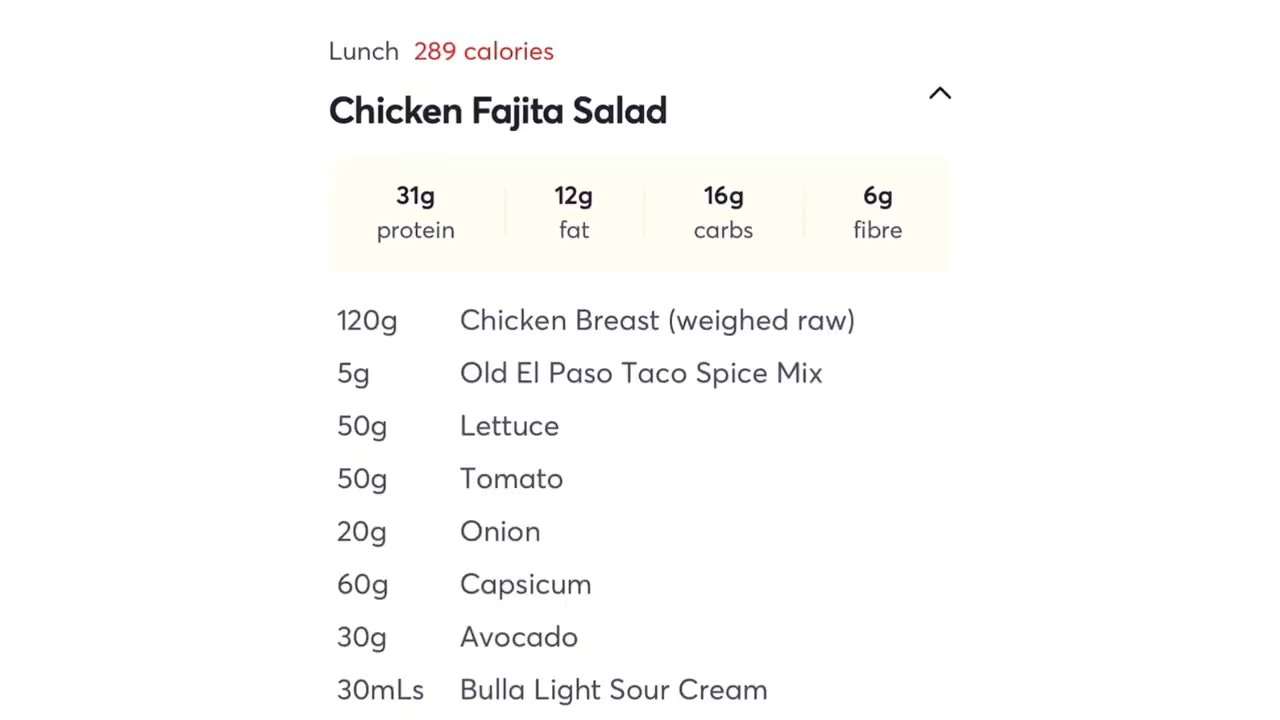 Lunch 289 calories
Chicken Fajita Salad
31g 12g 16g 6g
protein fat carbs fibre
120g Chicken Breast (weighed raw)
5g Old El Paso Taco Spice Mix
50g Lettuce
50g Tomato
20g Onion
60g Capsicum
30g Avocado
30mLs Bulla Light Sour Cream